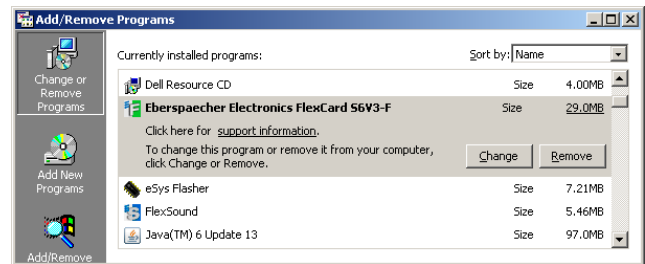 Add/Remove Programs
Change or
Remove
Programs
Add New
Programs
Add/Remove
Currently installed programs:
Sort by: Name
Dell Resource CD Size 4.00MB
Eberspaecher Electronics FlexCard S6V3-F Size 29.0MB
Click here for support information.
To change this program or remove it from your computer,
click Change or Remove.
Change Remove
eSys Flasher Size 7.21MB
FlexSound Size 5.46MB
Java(TM) 6 Update 13 Size 97.0MB